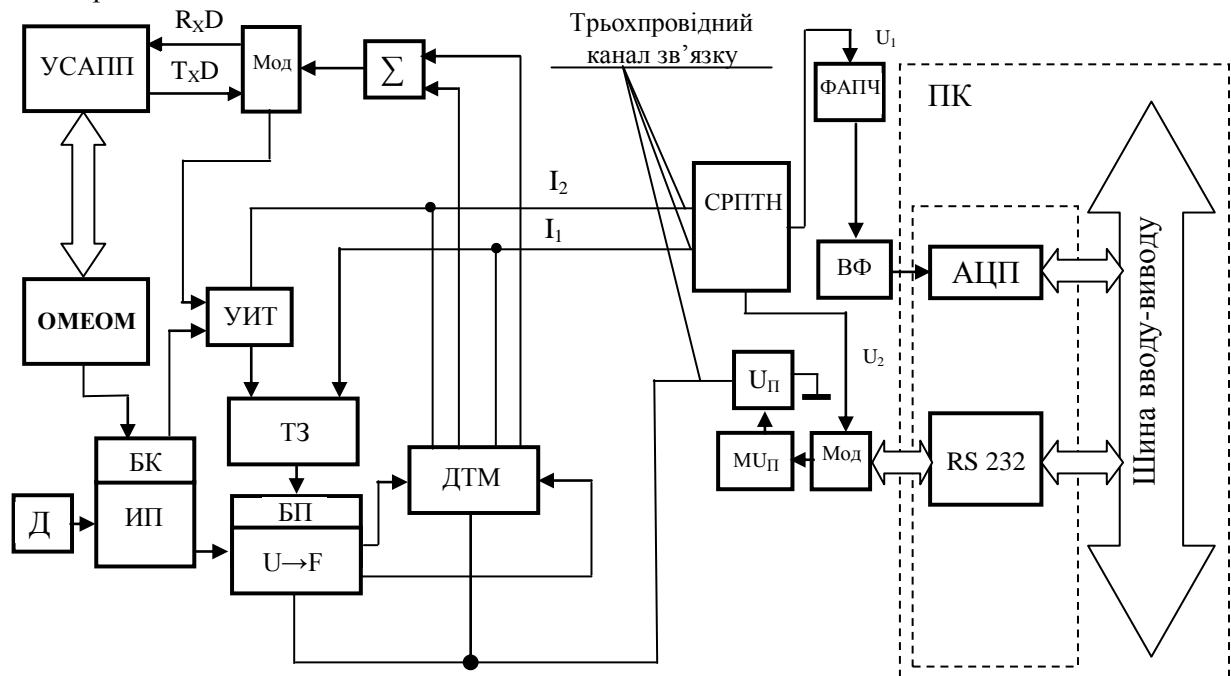 RXD
УСАПП
TXD
Мод
∑
Трьохпровідний
канал зв’язку
U1
ФАПЧ
ПК
I2
I1
СРПТН
ВФ
АЦП
Шина вводу-виводу
ОМЕОМ
УИТ
ТЗ
UП
U2
БК
ИП
Д
БП
U→F
ДТМ
MUП
Мод
RS 232